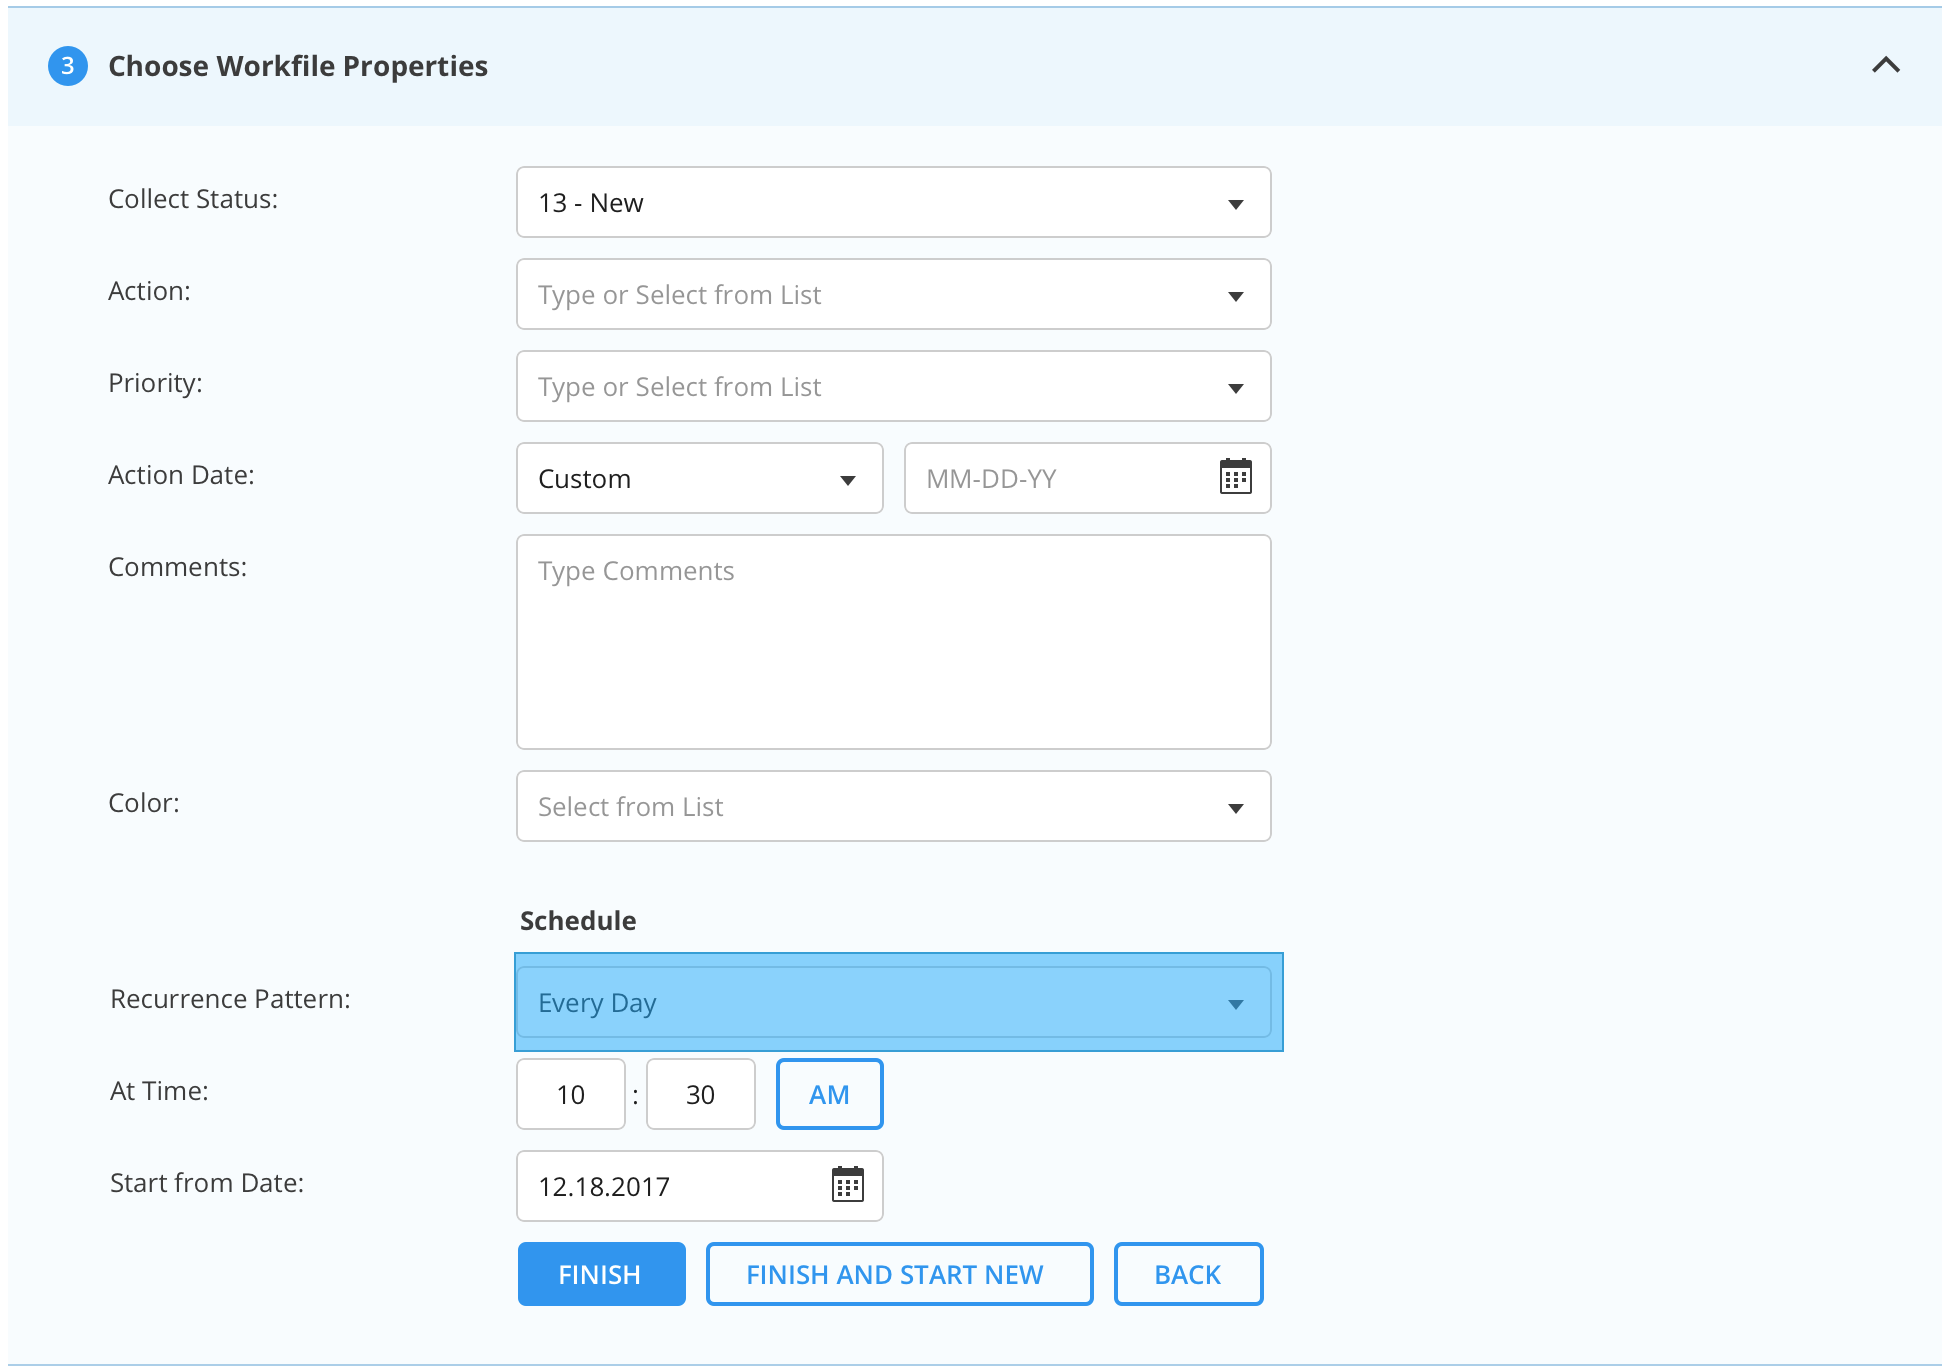 3 Choose Workfile Properties
Collect Status: 13 - New
Action: Type or Select from List
Priority: Type or Select from List
Action Date: Custom MM-DD-YY
Comments: Type Comments
Color: Select from List
Schedule
Recurrence Pattern: Every Day
At Time: 10 : 30 AM
Start from Date: 12.18.2017
FINISH FINISH AND START NEW BACK